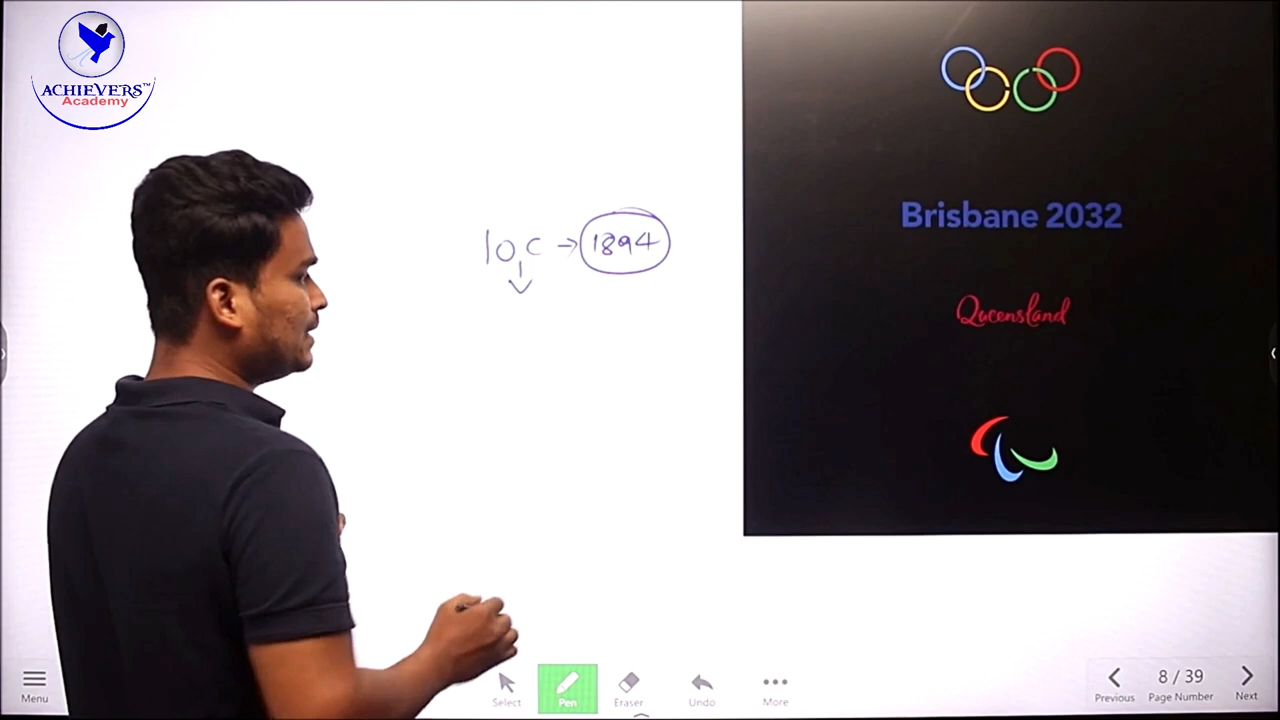 ACHIEVERS™
Academy
IOC → 1894
Brisbane 2032
Queensland
Menu
Select
Pen
Eraser
Undo
More
Previous
8 / 39
Page Number
Next